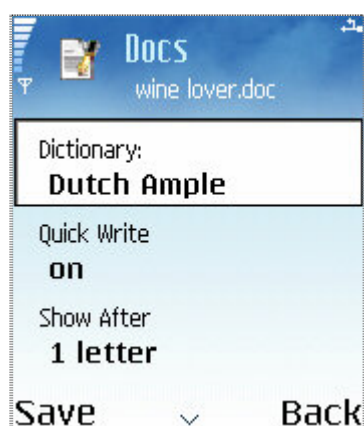 Docs
wine lover.doc
Dictionary:
Dutch Ample
Quick Write
on
Show After
1 letter
Save Back